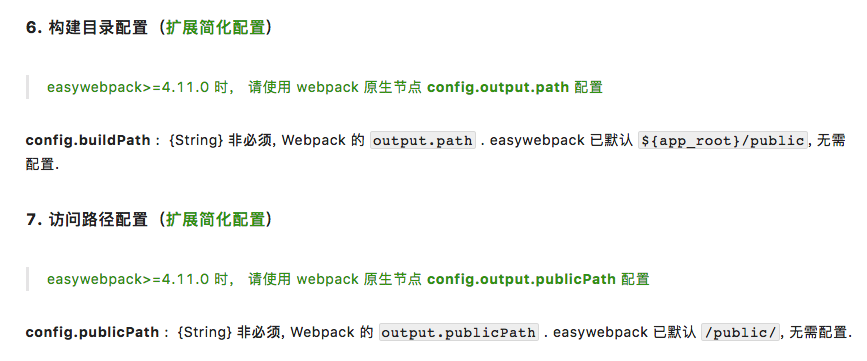 6. 构建目录配置（扩展简化配置）
easywebpack>=4.11.0 时， 请使用 webpack 原生节点 config.output.path 配置
config.buildPath : {String} 非必须, Webpack 的 output.path . easywebpack 已默认 ${app_root}/public, 无需
配置.
7. 访问路径配置（扩展简化配置）
easywebpack>=4.11.0 时， 请使用 webpack 原生节点 config.output.publicPath 配置
config.publicPath : {String} 非必须, Webpack 的 output.publicPath . easywebpack 已默认 /public/, 无需配置.